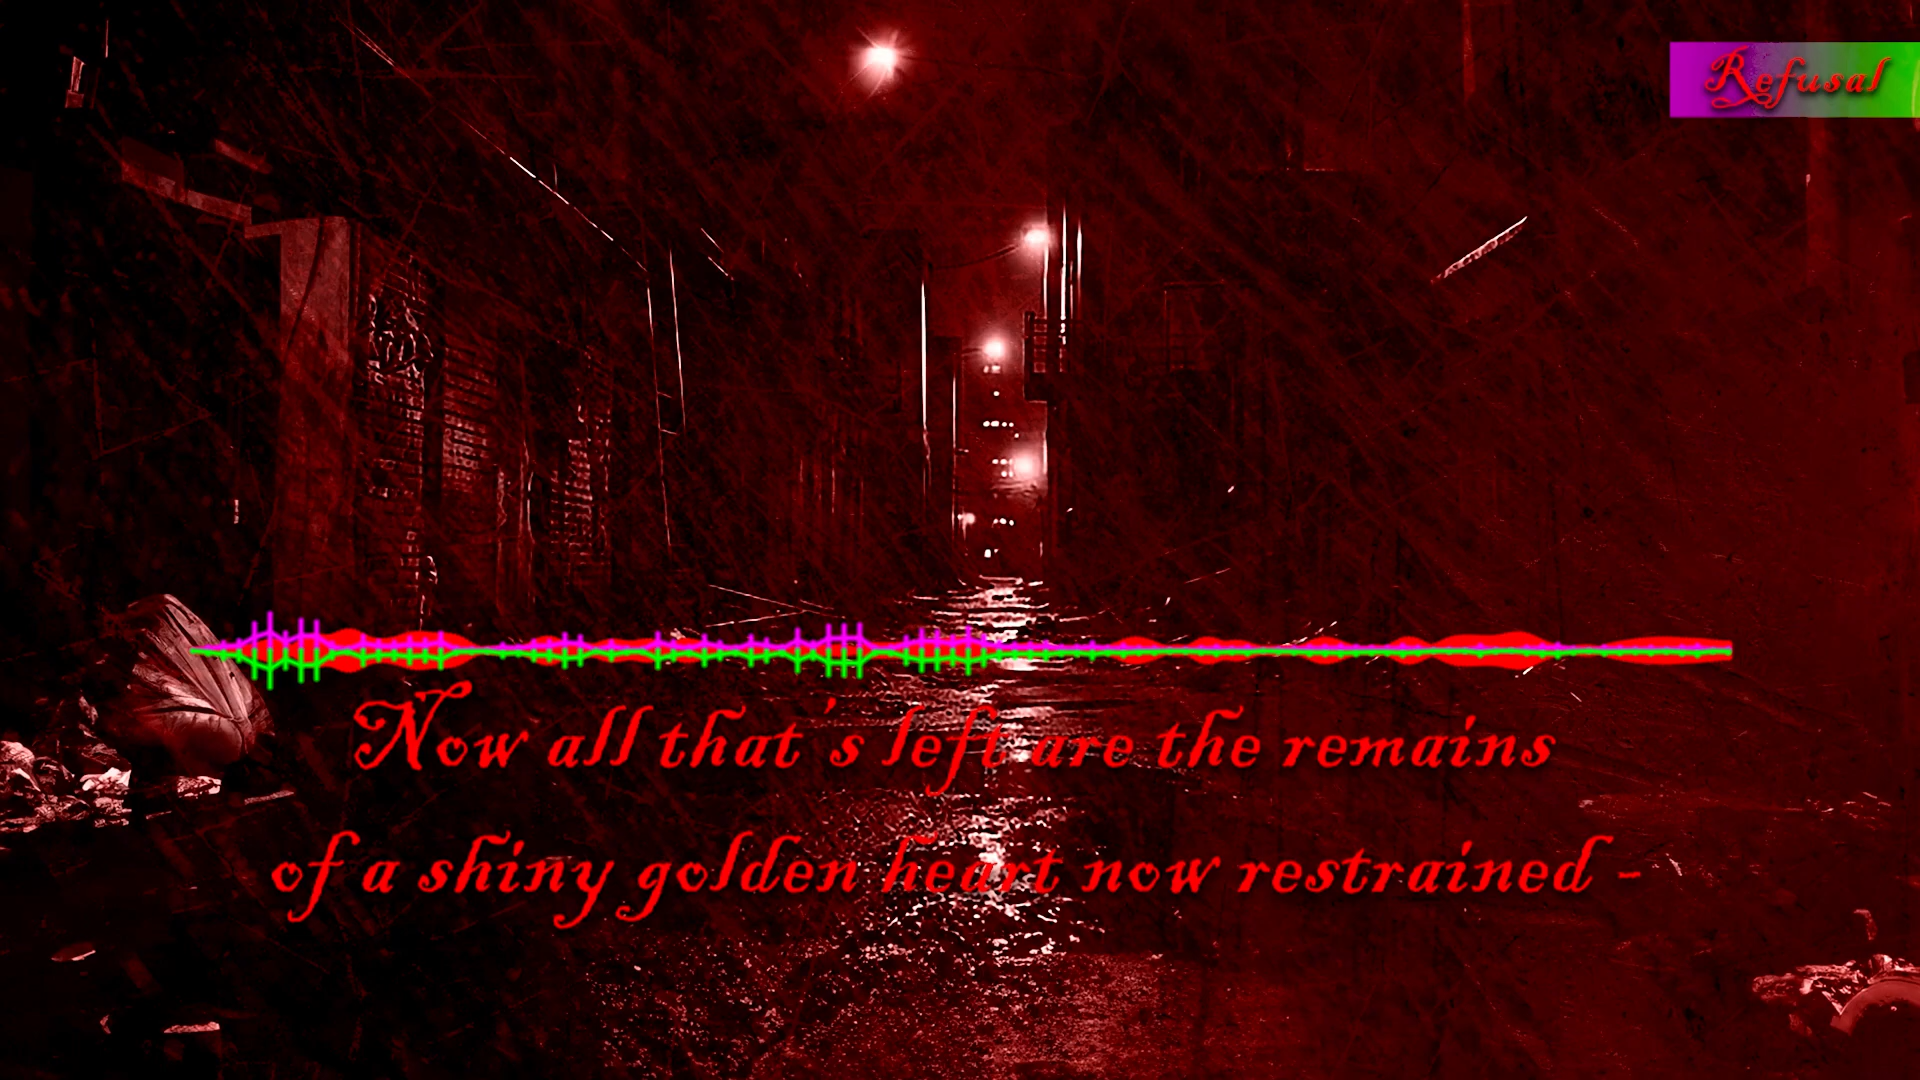 Refusal
Now all that's left are the remains
of a shiny golden heart now restrained -